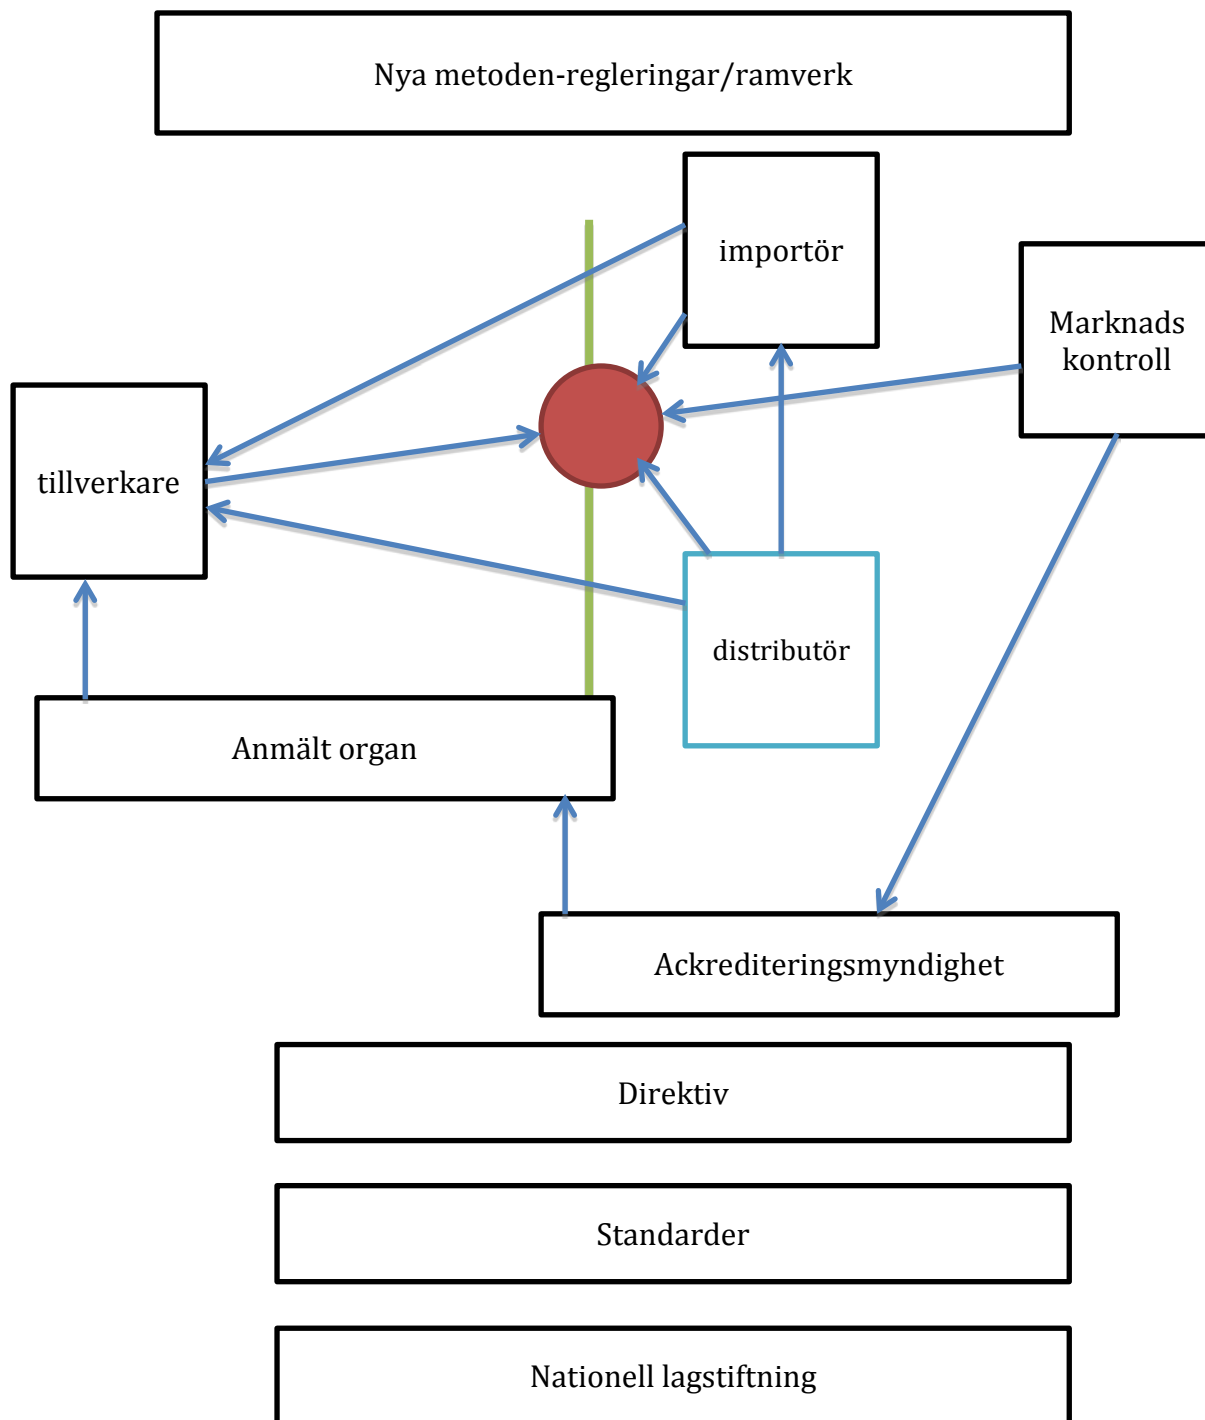 Nya metoden-regleringar/ramverk
importör
Marknads
kontroll
tillverkare
distributör
Anmält organ
Ackrediteringsmyndighet
Direktiv
Standarder
Nationell lagstiftning